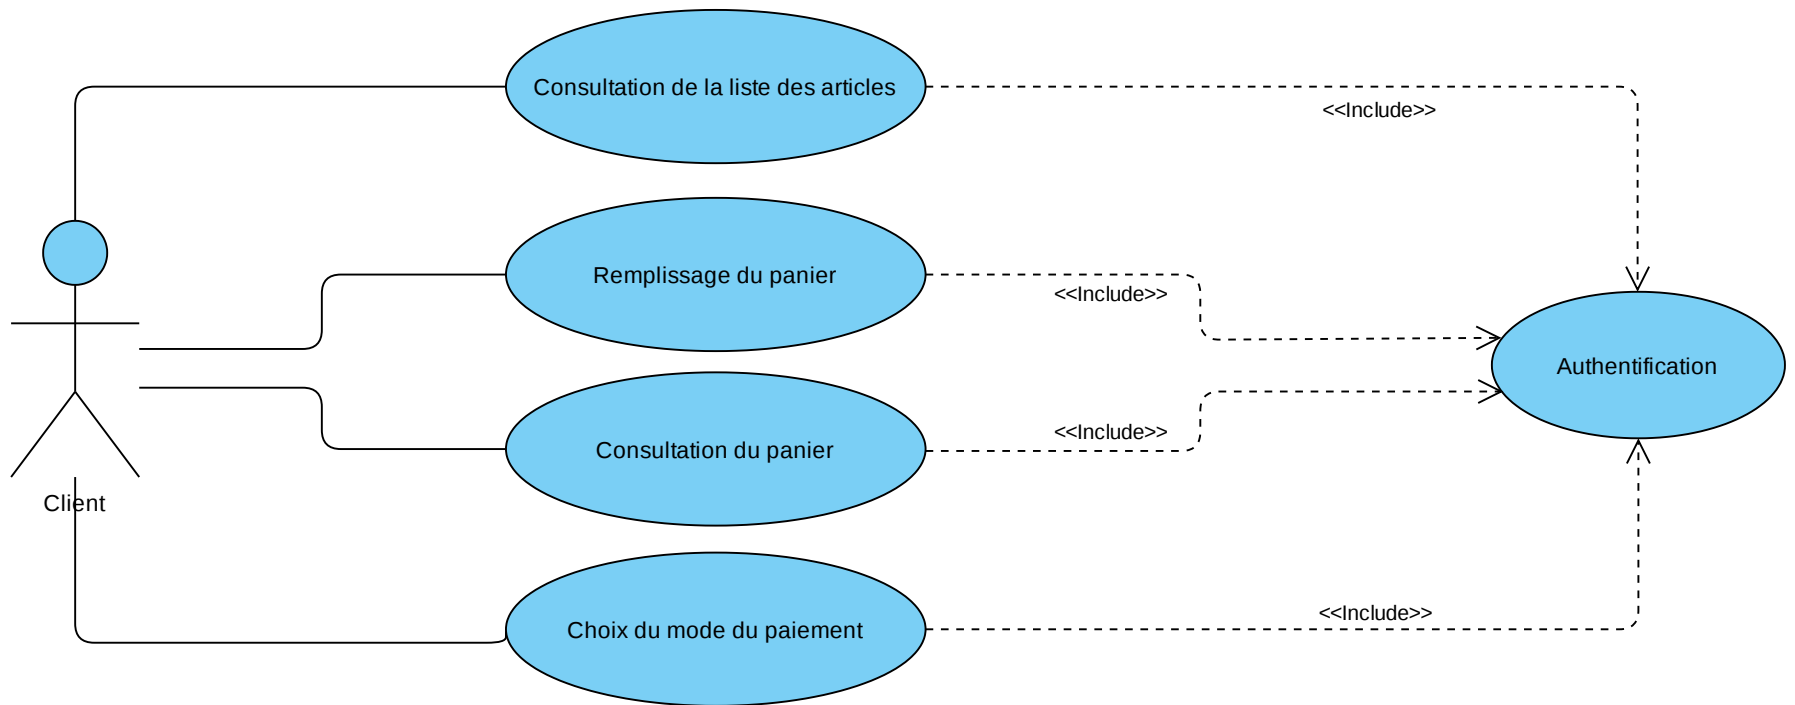 Consultation de la liste des articles
<<Include>>
Remplissage du panier
<<Include>>
Authentification
Consultation du panier
<<Include>>
Client
Choix du mode du paiement
<<Include>>